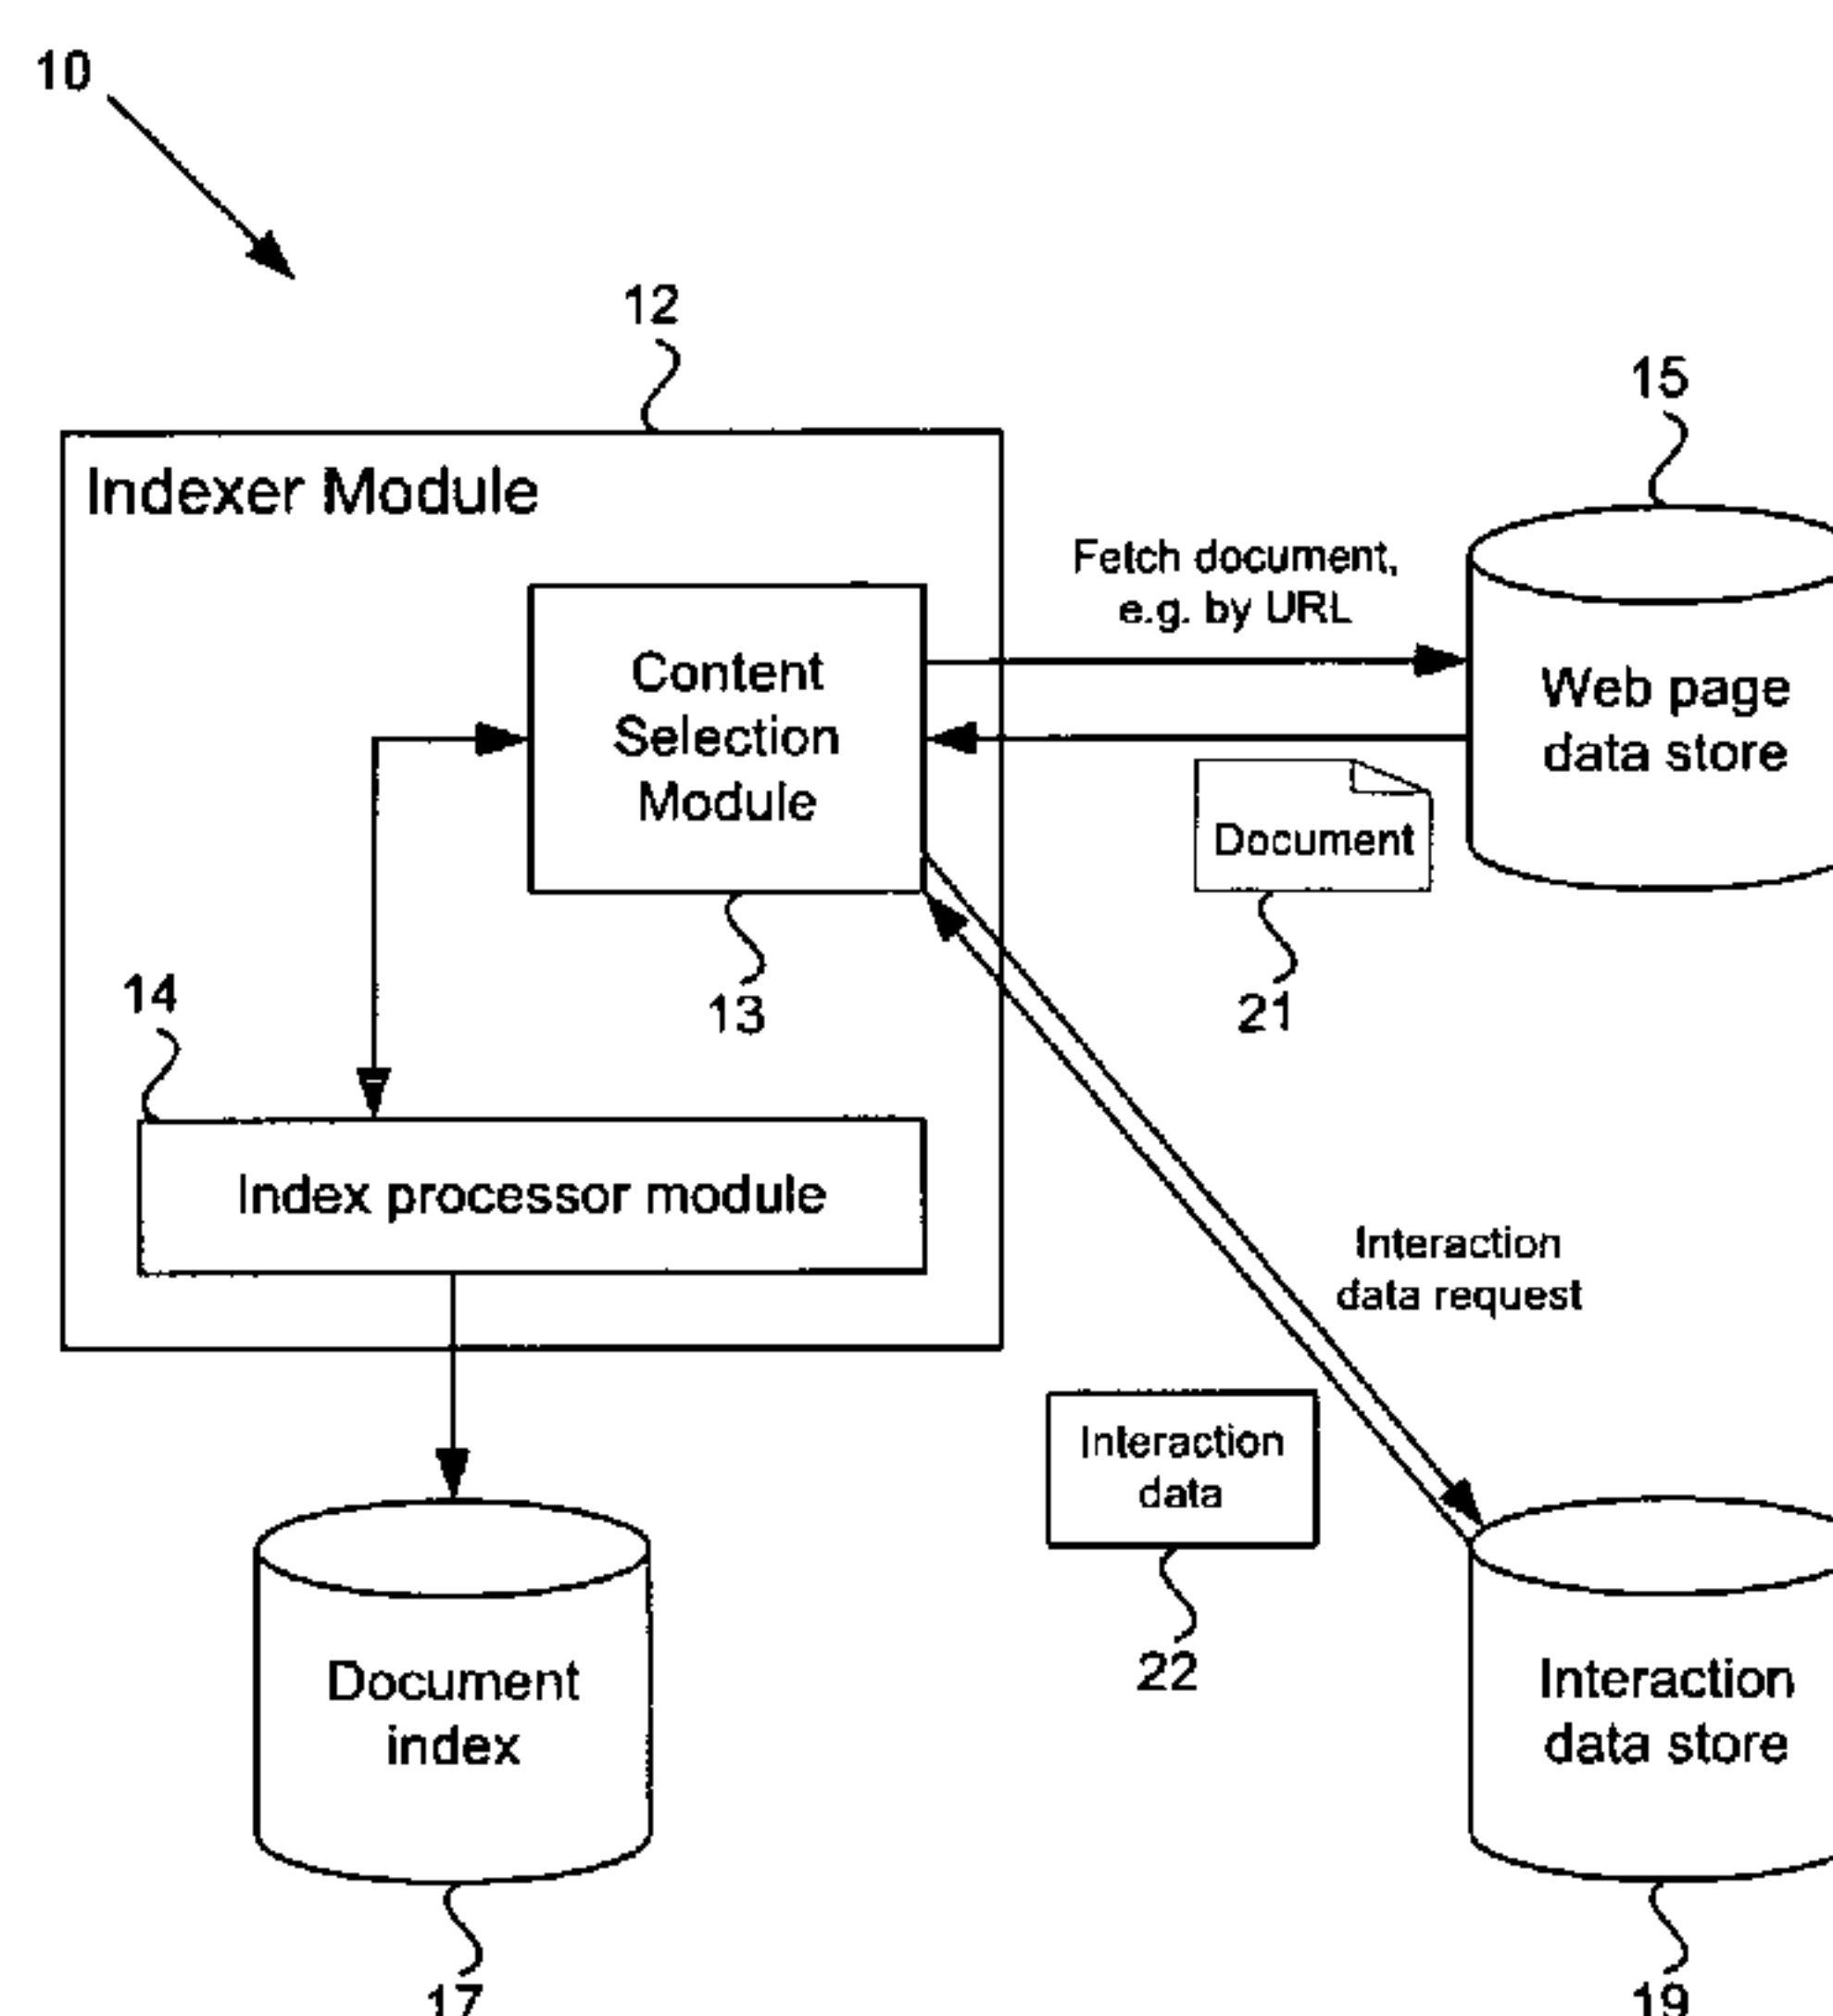 10
12
15
Indexer Module
Fetch document,
e.g. by URL
Content
Selection
Module
Web page
data store
Document
14
13
21
Index processor module
Interaction
data request
Interaction
data
22
Document
index
Interaction
data store
17
19